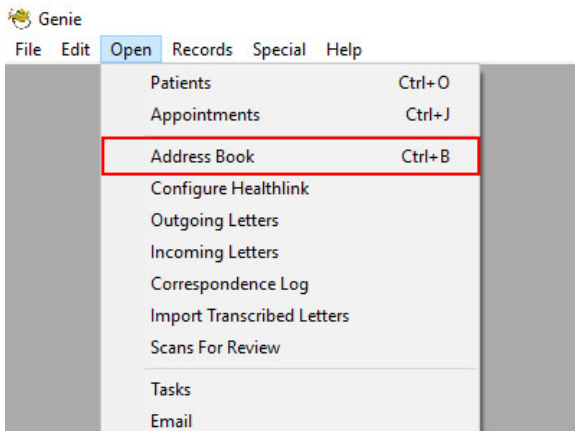 Genie
File Edit Open Records Special Help
Patients Ctrl+O
Appointments Ctrl+J
Address Book Ctrl+B
Configure Healthlink
Outgoing Letters
Incoming Letters
Correspondence Log
Import Transcribed Letters
Scans For Review
Tasks
Email